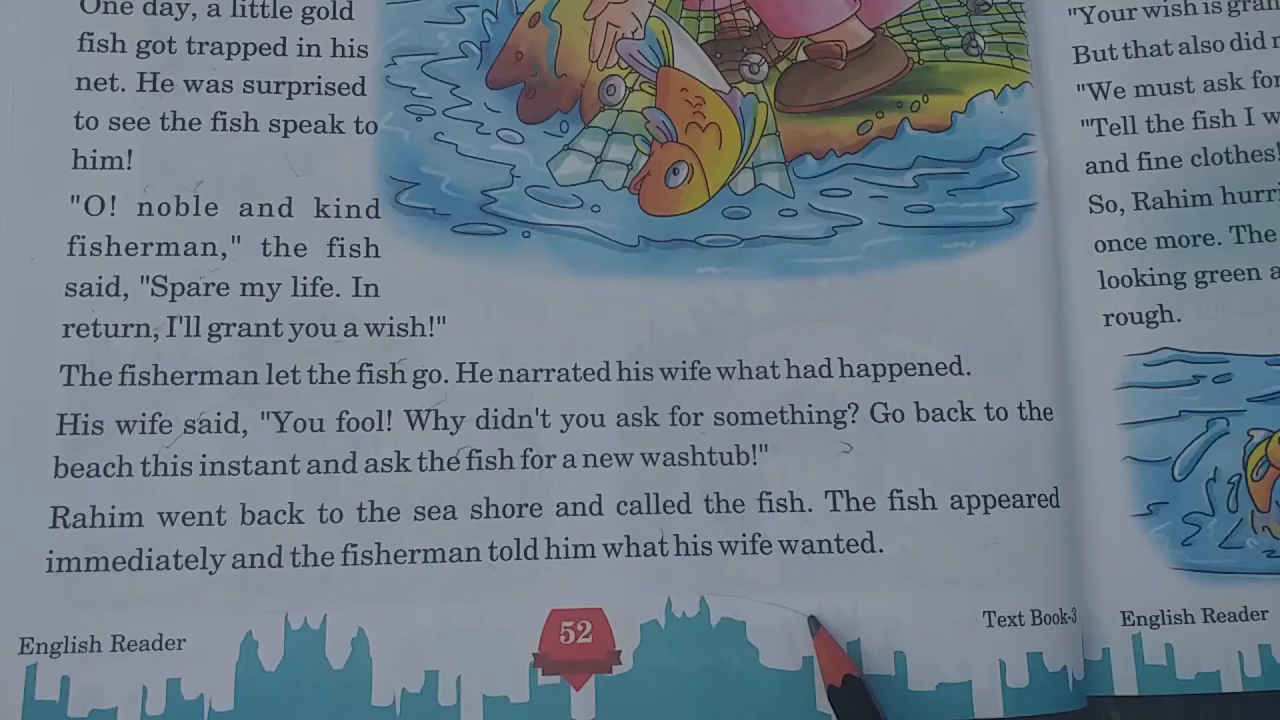 One day, a little gold
fish got trapped in his
net. He was surprised
to see the fish speak to
him!
"O! noble and kind
fisherman," the fish
said, "Spare my life. In
return, I'll grant you a wish!"
The fisherman let the fish go. He narrated his wife what had happened.
His wife said, "You fool! Why didn't you ask for something? Go back to the
beach this instant and ask the fish for a new washtub!"
Rahim went back to the sea shore and called the fish. The fish appeared
immediately and the fisherman told him what his wife wanted.
English Reader
52
Text Book-3
"Your wish is
But that also did
"We must ask for
"Tell the fish I
and fine clothes!
So, Rahim
once more. The
looking green
rough.
English Reader